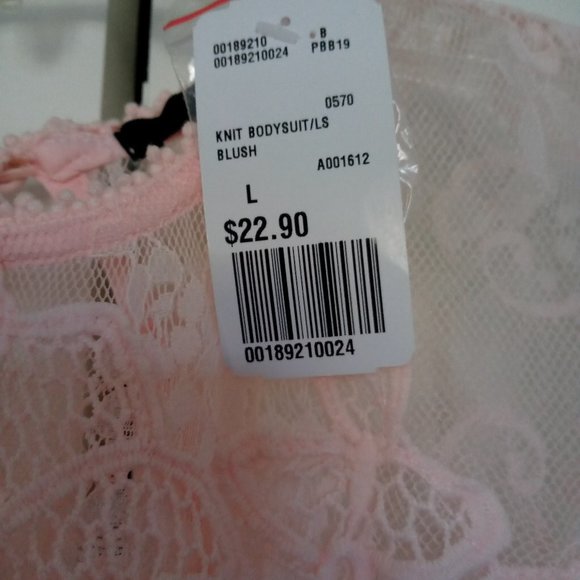 00189210 B
00189210024 PBB19
0570
KNIT BODYSUIT/LS
BLUSH
A001612
L
$22.90
00189210024